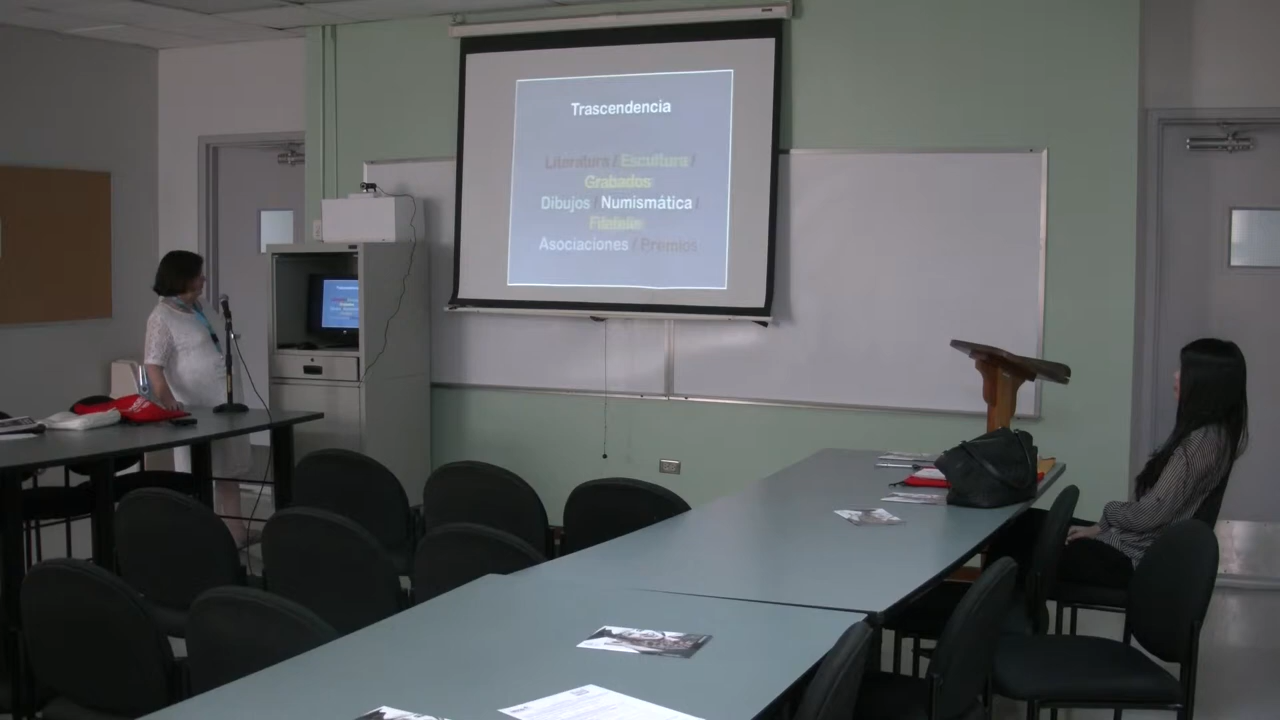 Trascendencia
Literatura / Escultura /
Grabados
Dibujos / Numismática /
Filatelia
Asociaciones / Premios